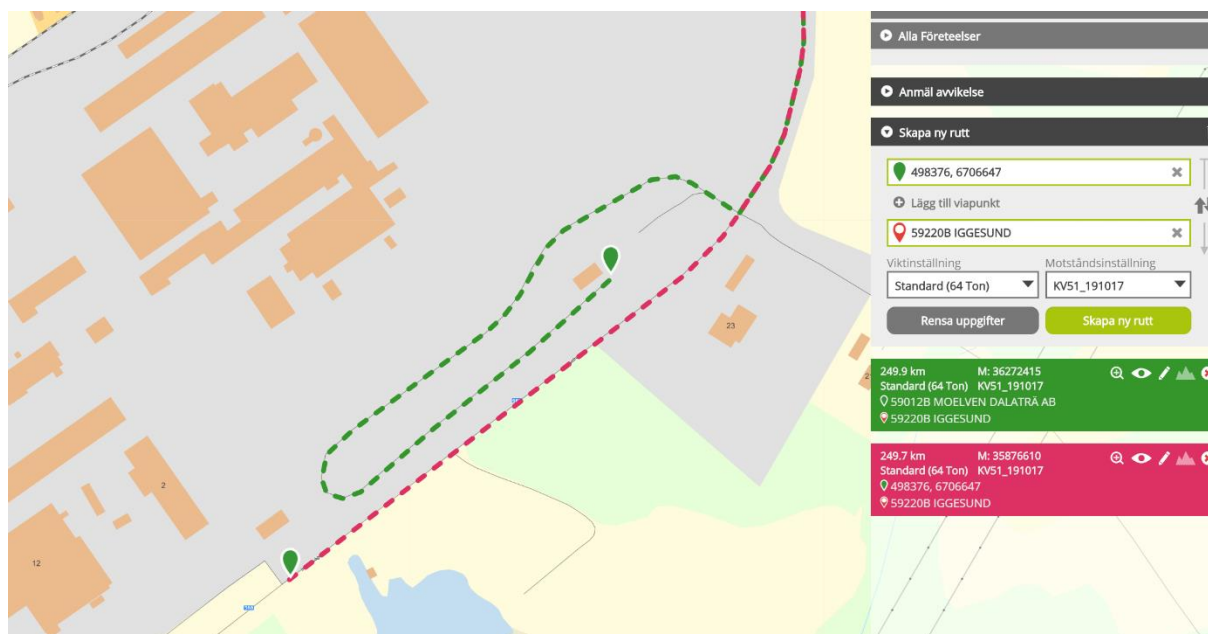 Alla Företeelser
Anmäl avvikelse
Skapa ny rutt
498376, 6706647
Lägg till viapunkt
59220B IGGESUND
Viktinställning Motståndsinställning
Standard (64 Ton) KV51_191017
Rensa uppgifter Skapa ny rutt
249.9 km M: 36272415
Standard (64 Ton) KV51_191017
59012B MOELVEN DALATRÄ AB
59220B IGGESUND
249.7 km M: 35876610
Standard (64 Ton) KV51_191017
498376, 6706647
59220B IGGESUND
23
2
12